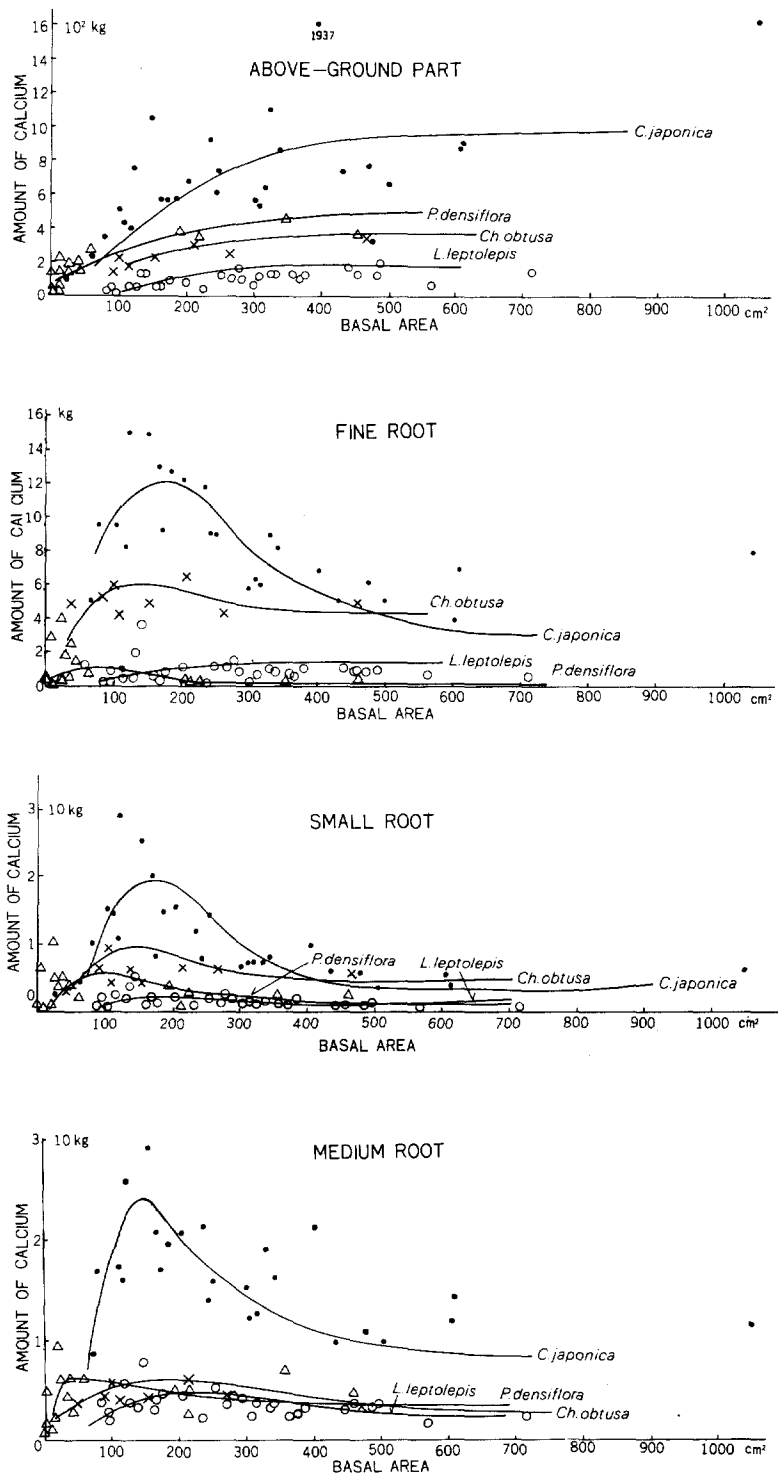 16 10² kg
1937
ABOVE-GROUND PART
14
12
10
C.japonica
8
6
P.densiflora
4
Ch.obtusa
2
L.leptolepis
0
AMOUNT OF CALCIUM
100 200 300 400 500 600 700 800 900 1000 cm²
BASAL AREA
16 kg
FINE ROOT
14
12
10
8
6
Ch.obtusa
4
C.japonica
2
L.leptolepis
P.densiflora
0
AMOUNT OF CALCIUM
100 200 300 400 500 600 700 800 900 1000 cm²
BASAL AREA
3 10 kg
SMALL ROOT
2
1
P.densiflora
L.leptolepis
Ch.obtusa
C.japonica
0
AMOUNT OF CALCIUM
100 200 300 400 500 600 700 800 900 1000 cm²
BASAL AREA
3 10 kg
MEDIUM ROOT
2
1
C.japonica
L.leptolepis
P.densiflora
Ch.obtusa
0
AMOUNT OF CALCIUM
100 200 300 400 500 600 700 800 900 1000 cm²
BASAL AREA